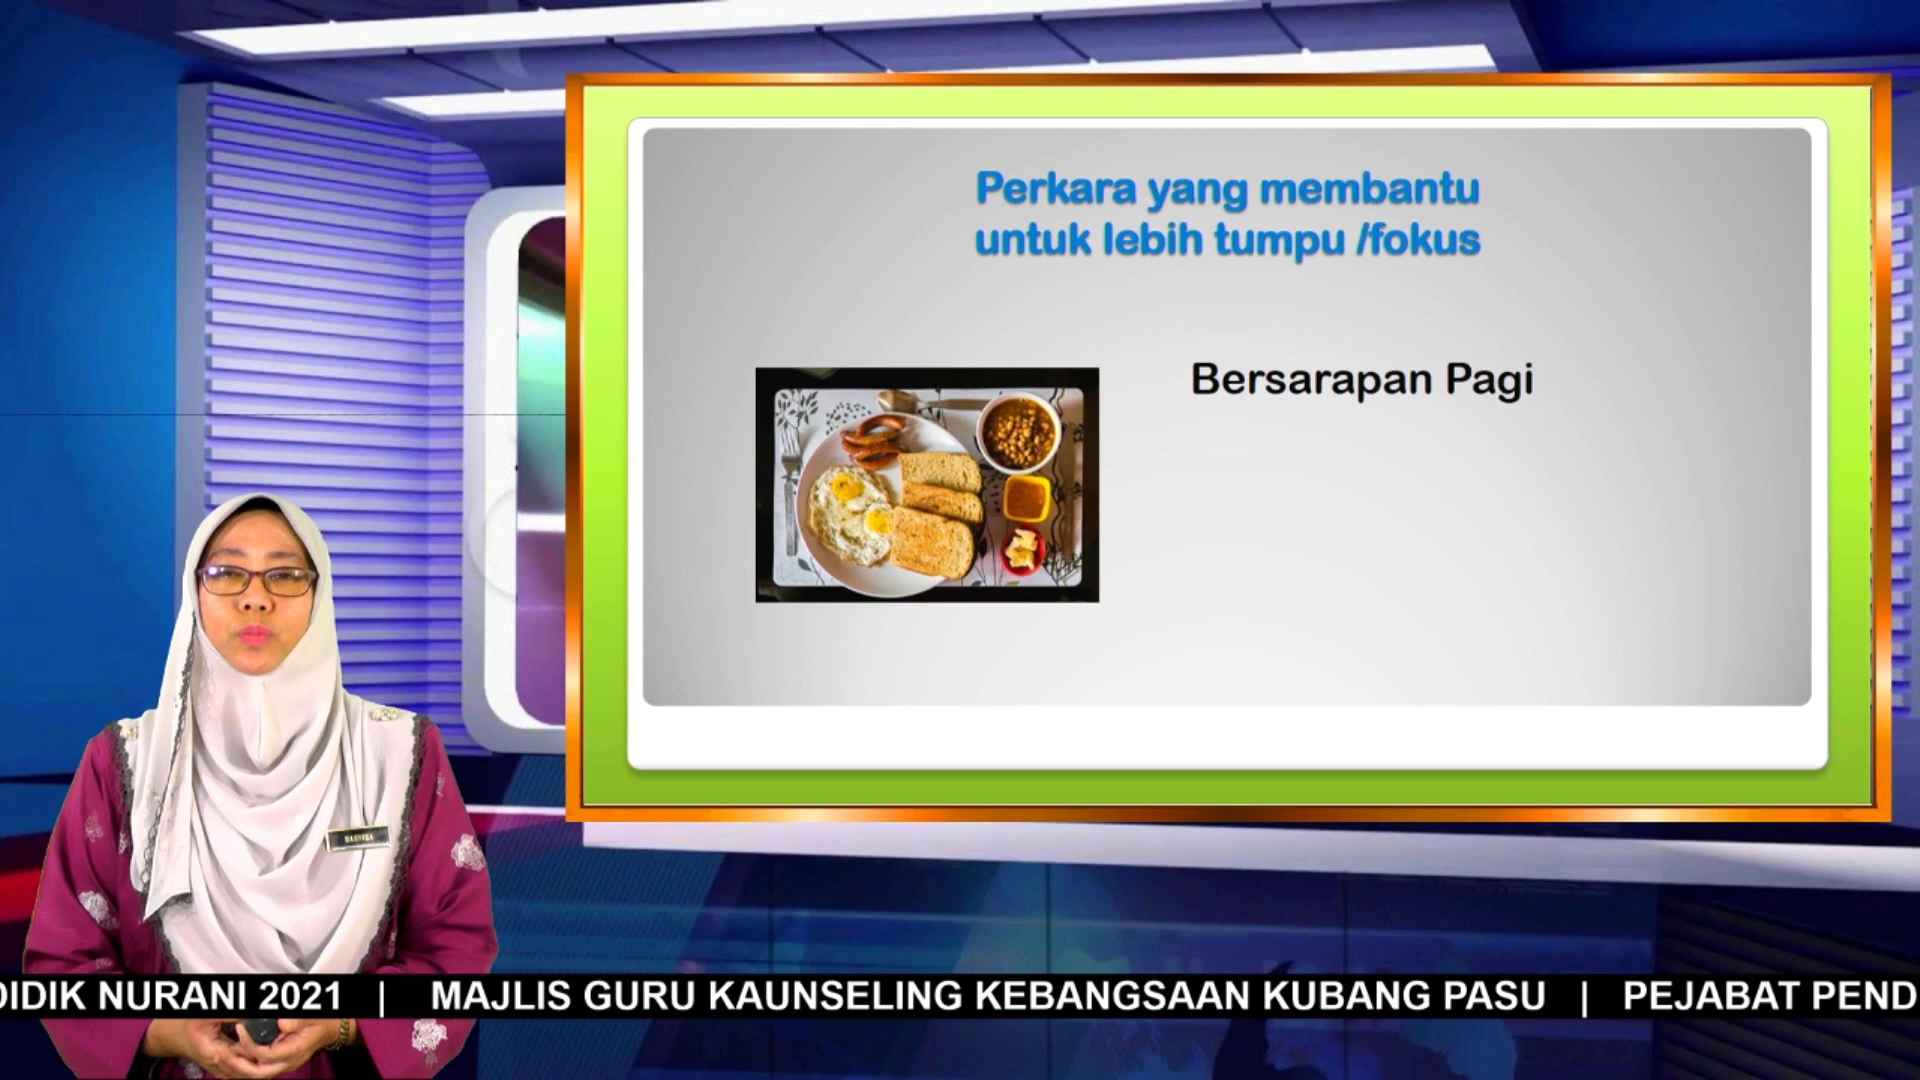 Perkara yang membantu
untuk lebih tumpu /fokus
Bersarapan Pagi
DIDIK NURANI 2021 | MAJLIS GURU KAUNSELING KEBANGSAAN KUBANG PASU | PEJABAT PEND